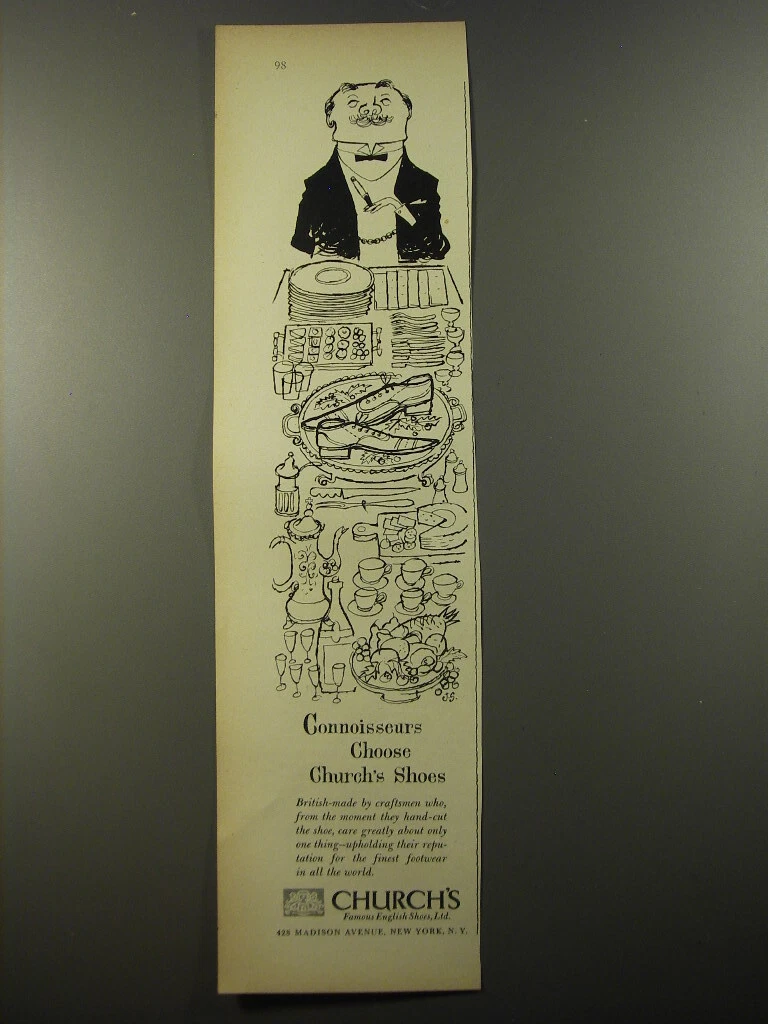 98
JG.
Connoisseurs
Choose
Church's Shoes
British-made by craftsmen who,
from the moment they hand-cut
the shoe, care greatly about only
one thing—upholding their repu-
tation for the finest footwear
in all the world.
CHURCH'S
Famous English Shoes, Ltd.
428 MADISON AVENUE, NEW YORK, N. Y.